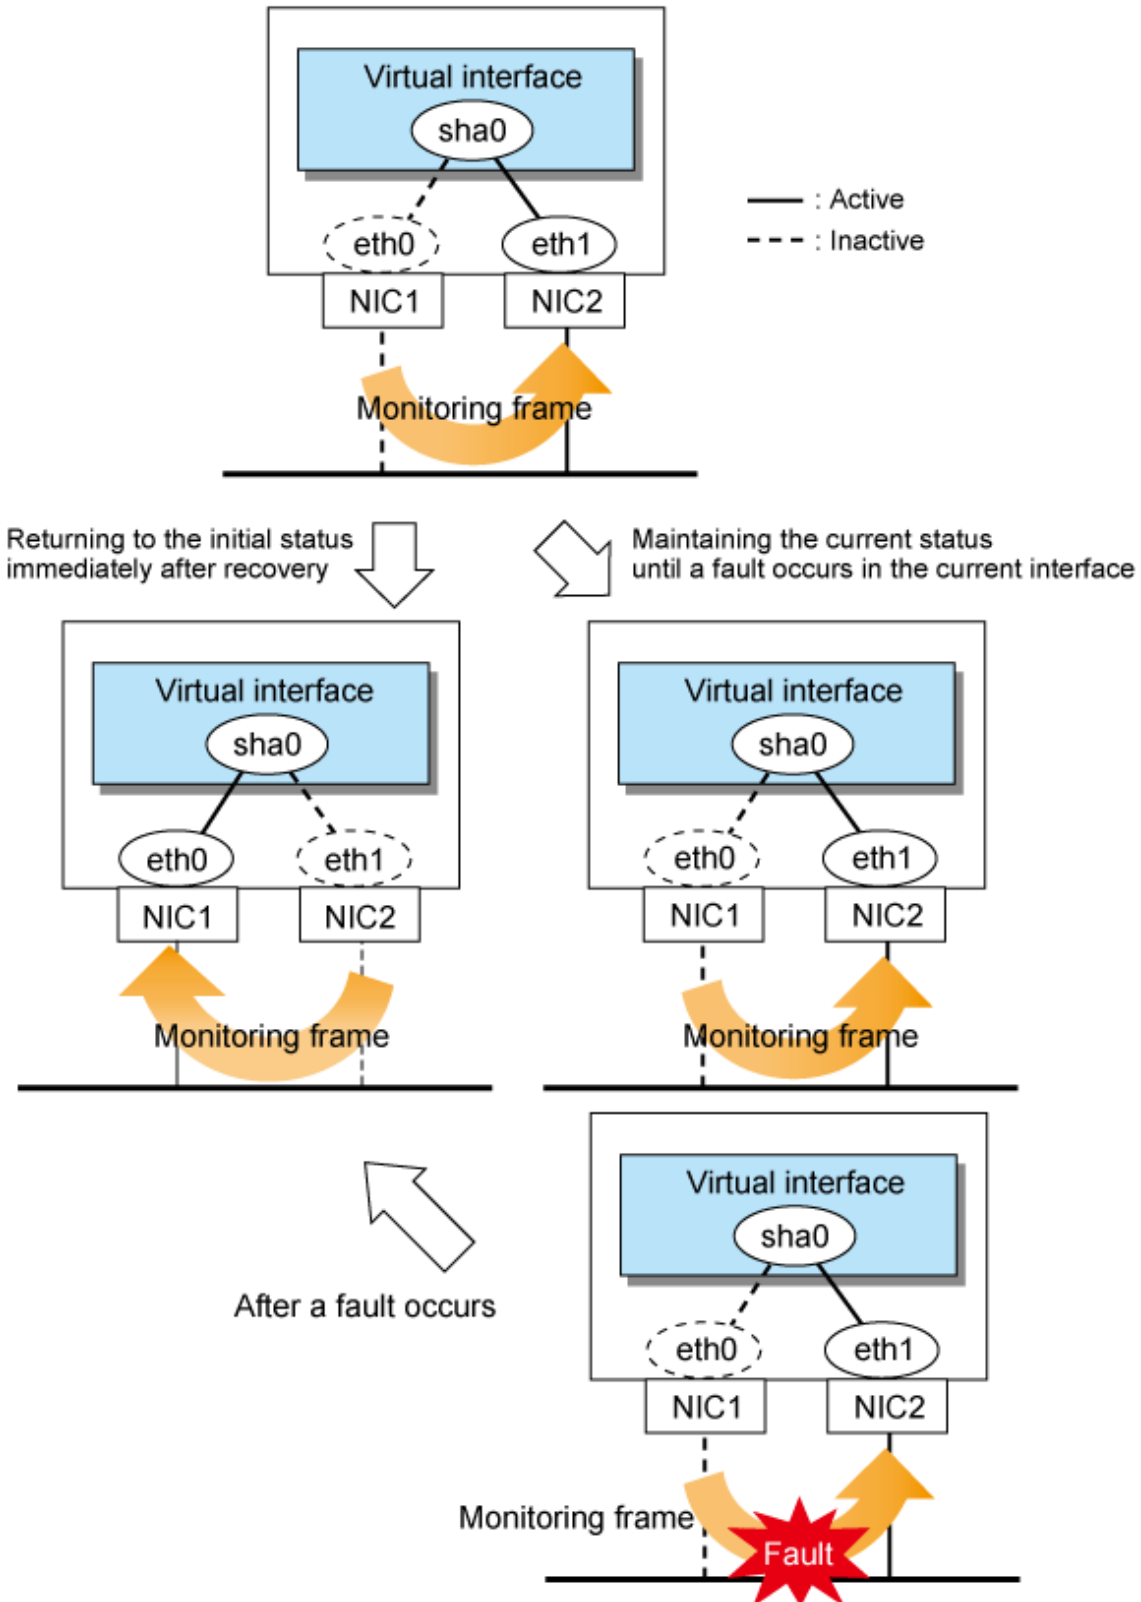 Virtual interface
sha0
eth0
eth1
NIC1
NIC2
: Active
: Inactive
Monitoring frame
Returning to the initial status
immediately after recovery
Maintaining the current status
until a fault occurs in the current interface
Virtual interface
sha0
eth0
eth1
NIC1
NIC2
Monitoring frame
Virtual interface
sha0
eth0
eth1
NIC1
NIC2
Monitoring frame
After a fault occurs
Virtual interface
sha0
eth0
eth1
NIC1
NIC2
Monitoring frame
Fault